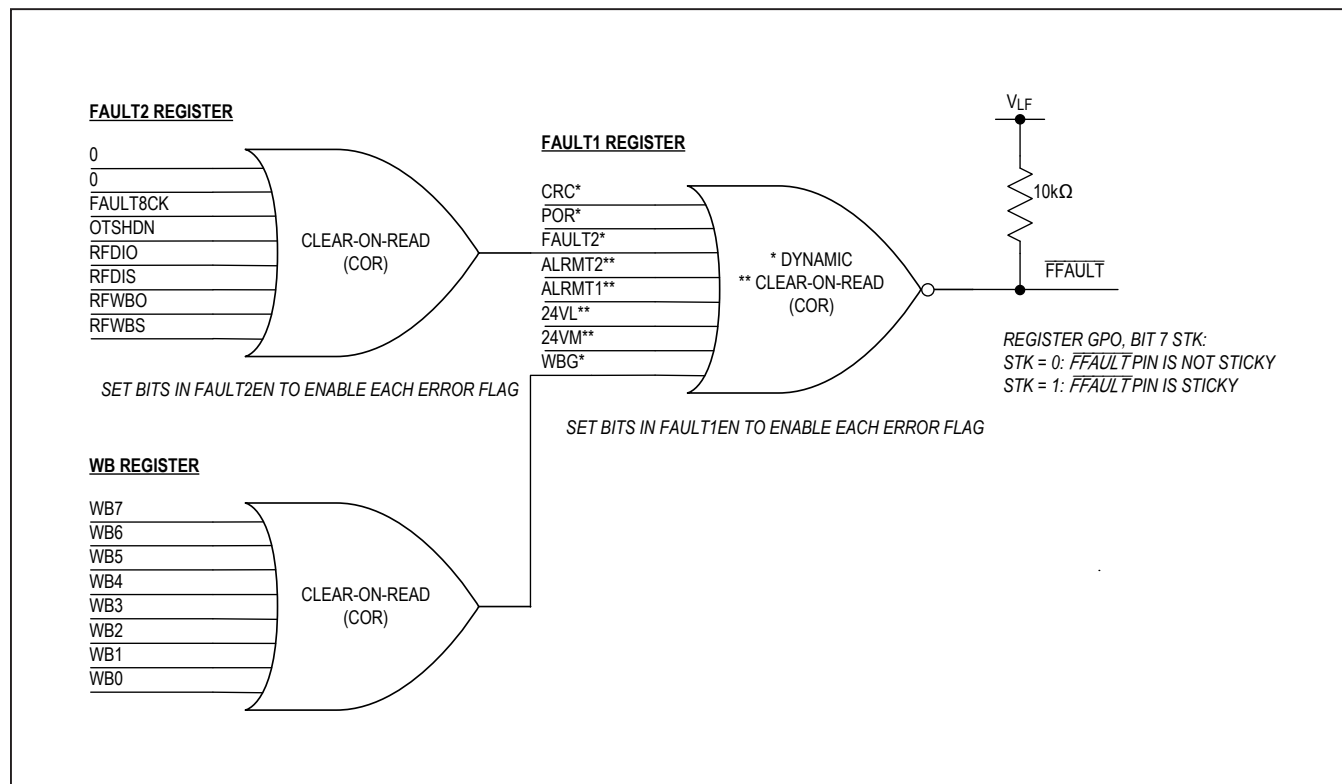 FAULT2 REGISTER
0
0
FAULT8CK
OTSHDN
RFDIO
RFDIS
RFWBO
RFWBS
CLEAR-ON-READ
(COR)
SET BITS IN FAULT2EN TO ENABLE EACH ERROR FLAG
FAULT1 REGISTER
CRC*
POR*
FAULT2*
ALRMT2**
ALRMT1**
24VL**
24VM**
WBG*
* DYNAMIC
** CLEAR-ON-READ
(COR)
SET BITS IN FAULT1EN TO ENABLE EACH ERROR FLAG
VLF
10kΩ
FFAULT
REGISTER GPO, BIT 7 STK:
STK = 0: FFAULT PIN IS NOT STICKY
STK = 1: FFAULT PIN IS STICKY
WB REGISTER
WB7
WB6
WB5
WB4
WB3
WB2
WB1
WB0
CLEAR-ON-READ
(COR)